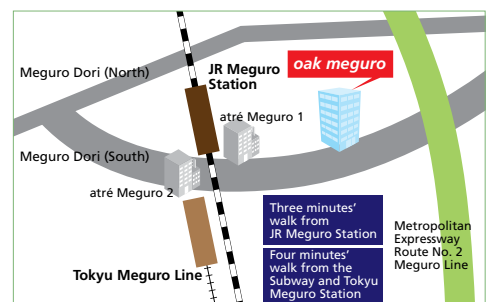 Meguro Dori (North)
JR Meguro
Station
oak meguro
atré Meguro 1
Meguro Dori (South)
atré Meguro 2
Three minutes'
walk from
JR Meguro Station
Four minutes'
walk from the
Subway and Tokyu
Meguro Station
Metropolitan
Expressway
Route No. 2
Meguro Line
Tokyu Meguro Line